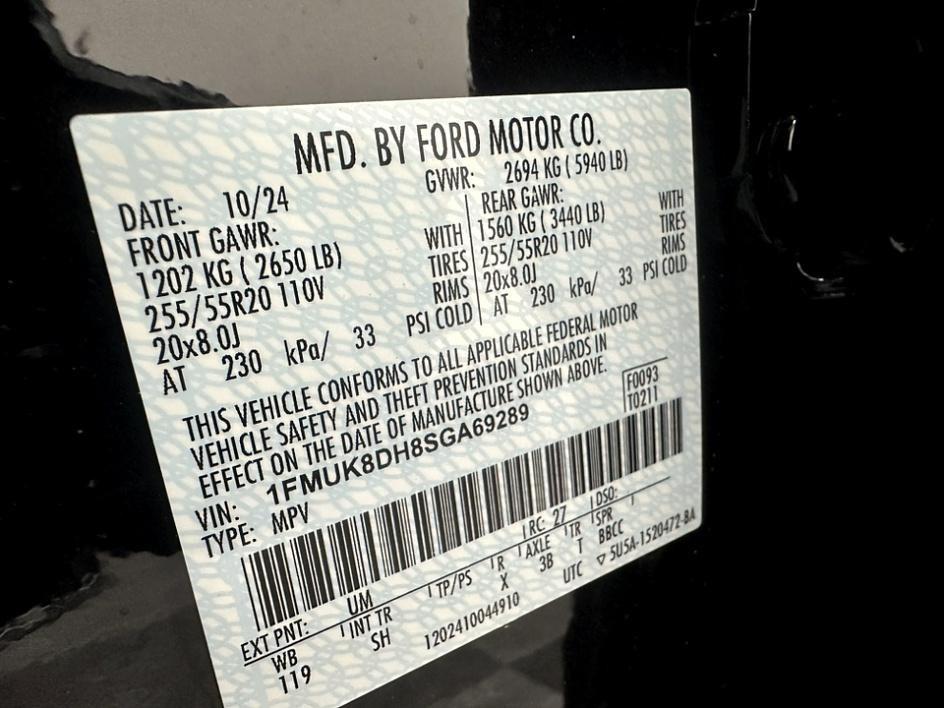 MFD. BY FORD MOTOR CO.
DATE: 10/24 GVWR: 2694 KG ( 5940 LB)
FRONT GAWR: REAR GAWR:
1202 KG ( 2650 LB) WITH 1560 KG ( 3440 LB) WITH
255/55R20 110V TIRES 255/55R20 110V TIRES
20x8.0J RIMS 20x8.0J RIMS
AT 230 kPa/ 33 PSI COLD AT 230 kPa/ 33 PSI COLD
THIS VEHICLE CONFORMS TO ALL APPLICABLE FEDERAL MOTOR
VEHICLE SAFETY AND THEFT PREVENTION STANDARDS IN
EFFECT ON THE DATE OF MANUFACTURE SHOWN ABOVE.
VIN: 1FMUK8DH8SGA69289 F0093
TYPE: MPV T0211
EXT PNT: UM RC: 27 DSO:
WB INT TR TP/PS R AXLE TR SPR
119 SH X 3B T BBCC
1202410044910 UTC ▽ 5U5A-1520472-BA